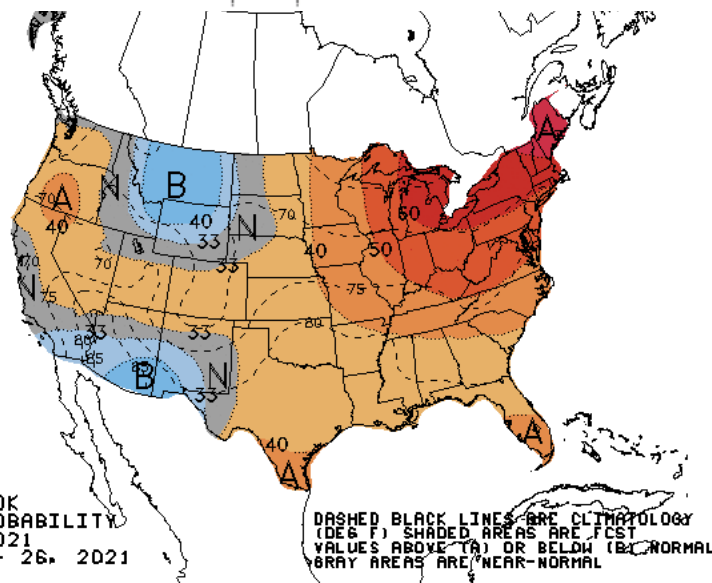 A
N
B
A
N
40
N
33
33
70
70
40
50
60
40
70
75
N
75
80
33
33
80
85
B
N
33
40
A
A
OK
OBABILITY
021
26. 2021
DASHED BLACK LINES ARE CLIMATOLOGY
(DEG F) SHADED AREAS ARE FCST
VALUES ABOVE (A) OR BELOW (B) NORMAL
GRAY AREAS ARE NEAR-NORMAL